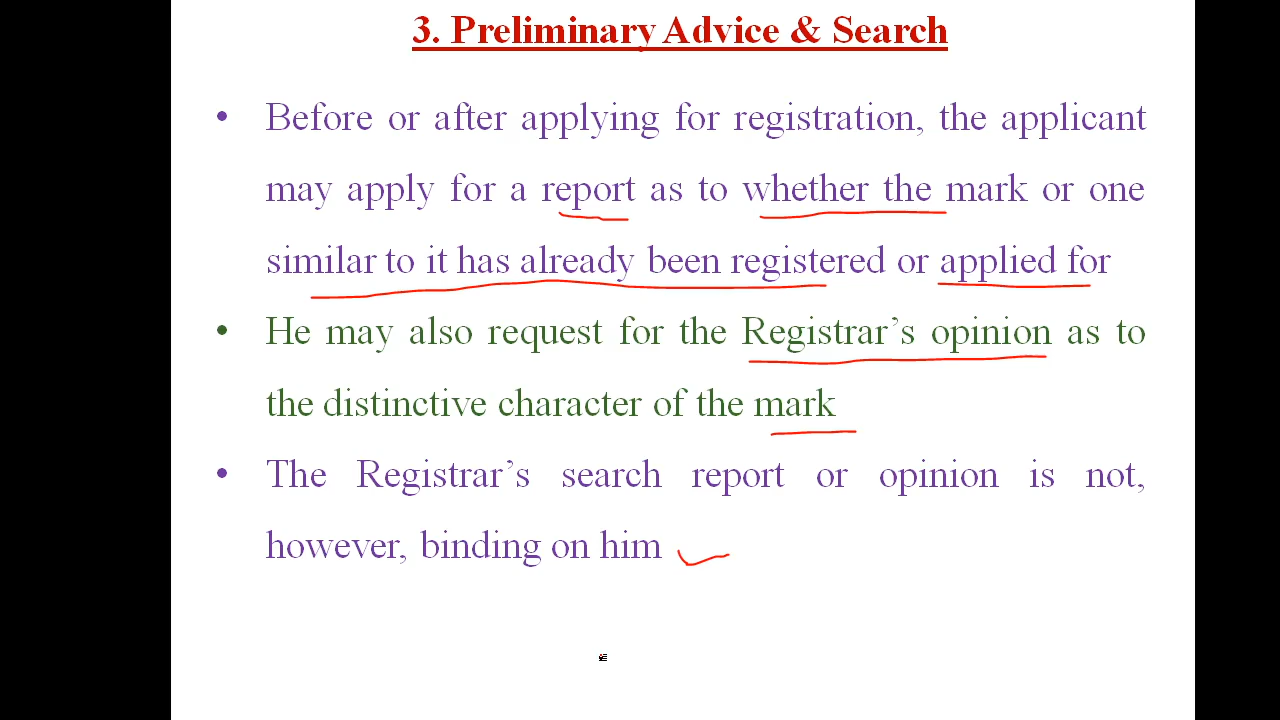 3. Preliminary Advice & Search
• Before or after applying for registration, the applicant
may apply for a report as to whether the mark or one
similar to it has already been registered or applied for
• He may also request for the Registrar’s opinion as to
the distinctive character of the mark
• The Registrar’s search report or opinion is not,
however, binding on him